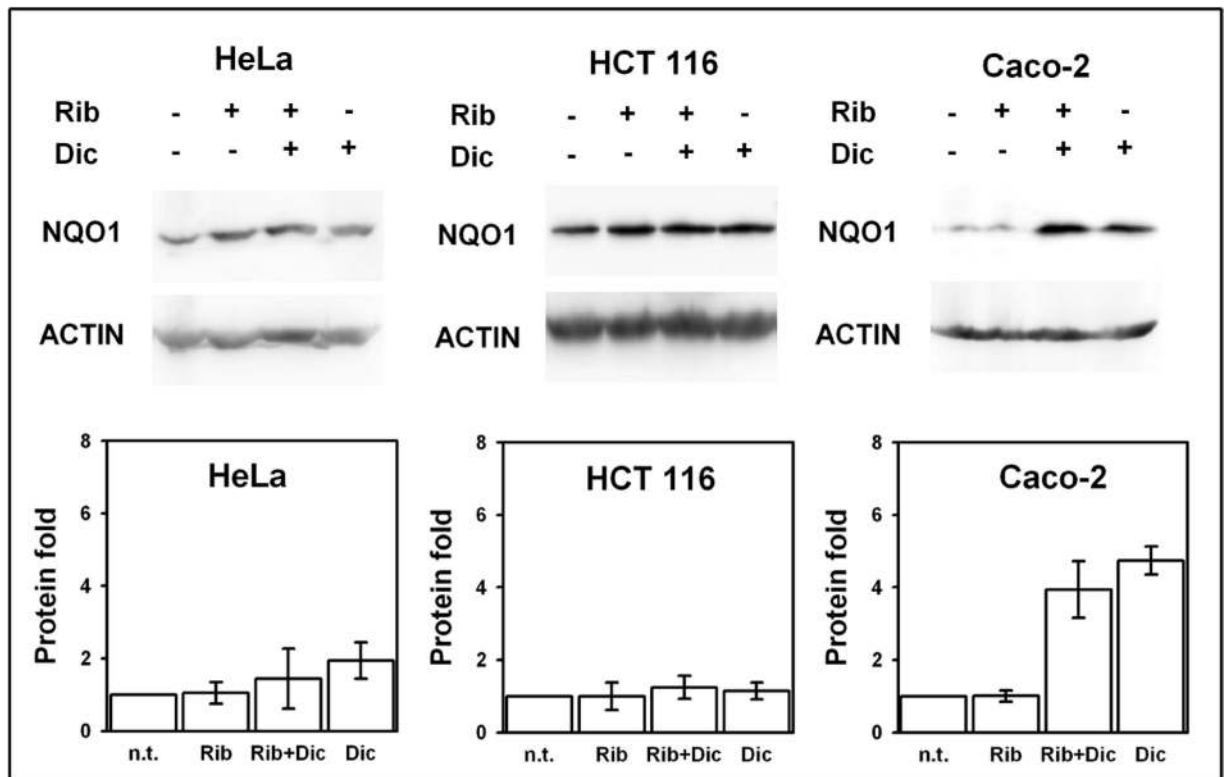 HeLa
Rib - + + -
Dic - - + +
NQO1
ACTIN
HCT 116
Rib - + + -
Dic - - + +
NQO1
ACTIN
Caco-2
Rib - + + -
Dic - - + +
NQO1
ACTIN
HeLa
Protein fold
8
6
4
2
0
n.t. Rib Rib+Dic Dic
HCT 116
Protein fold
8
6
4
2
0
n.t. Rib Rib+Dic Dic
Caco-2
Protein fold
8
6
4
2
0
n.t. Rib Rib+Dic Dic